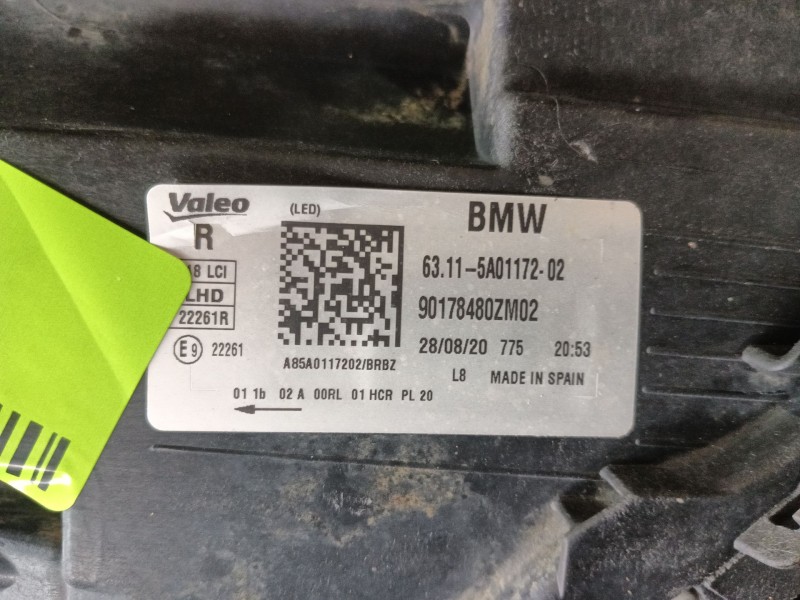 Valeo (LED) BMW
R
8 LCI 63.11-5A01172-02
LHD 90178480ZM02
22261R
E9 22261 28/08/20 775 20:53
A85A0117202/BRBZ
L8 MADE IN SPAIN
01 1b 02 A 00RL 01 HCR PL 20